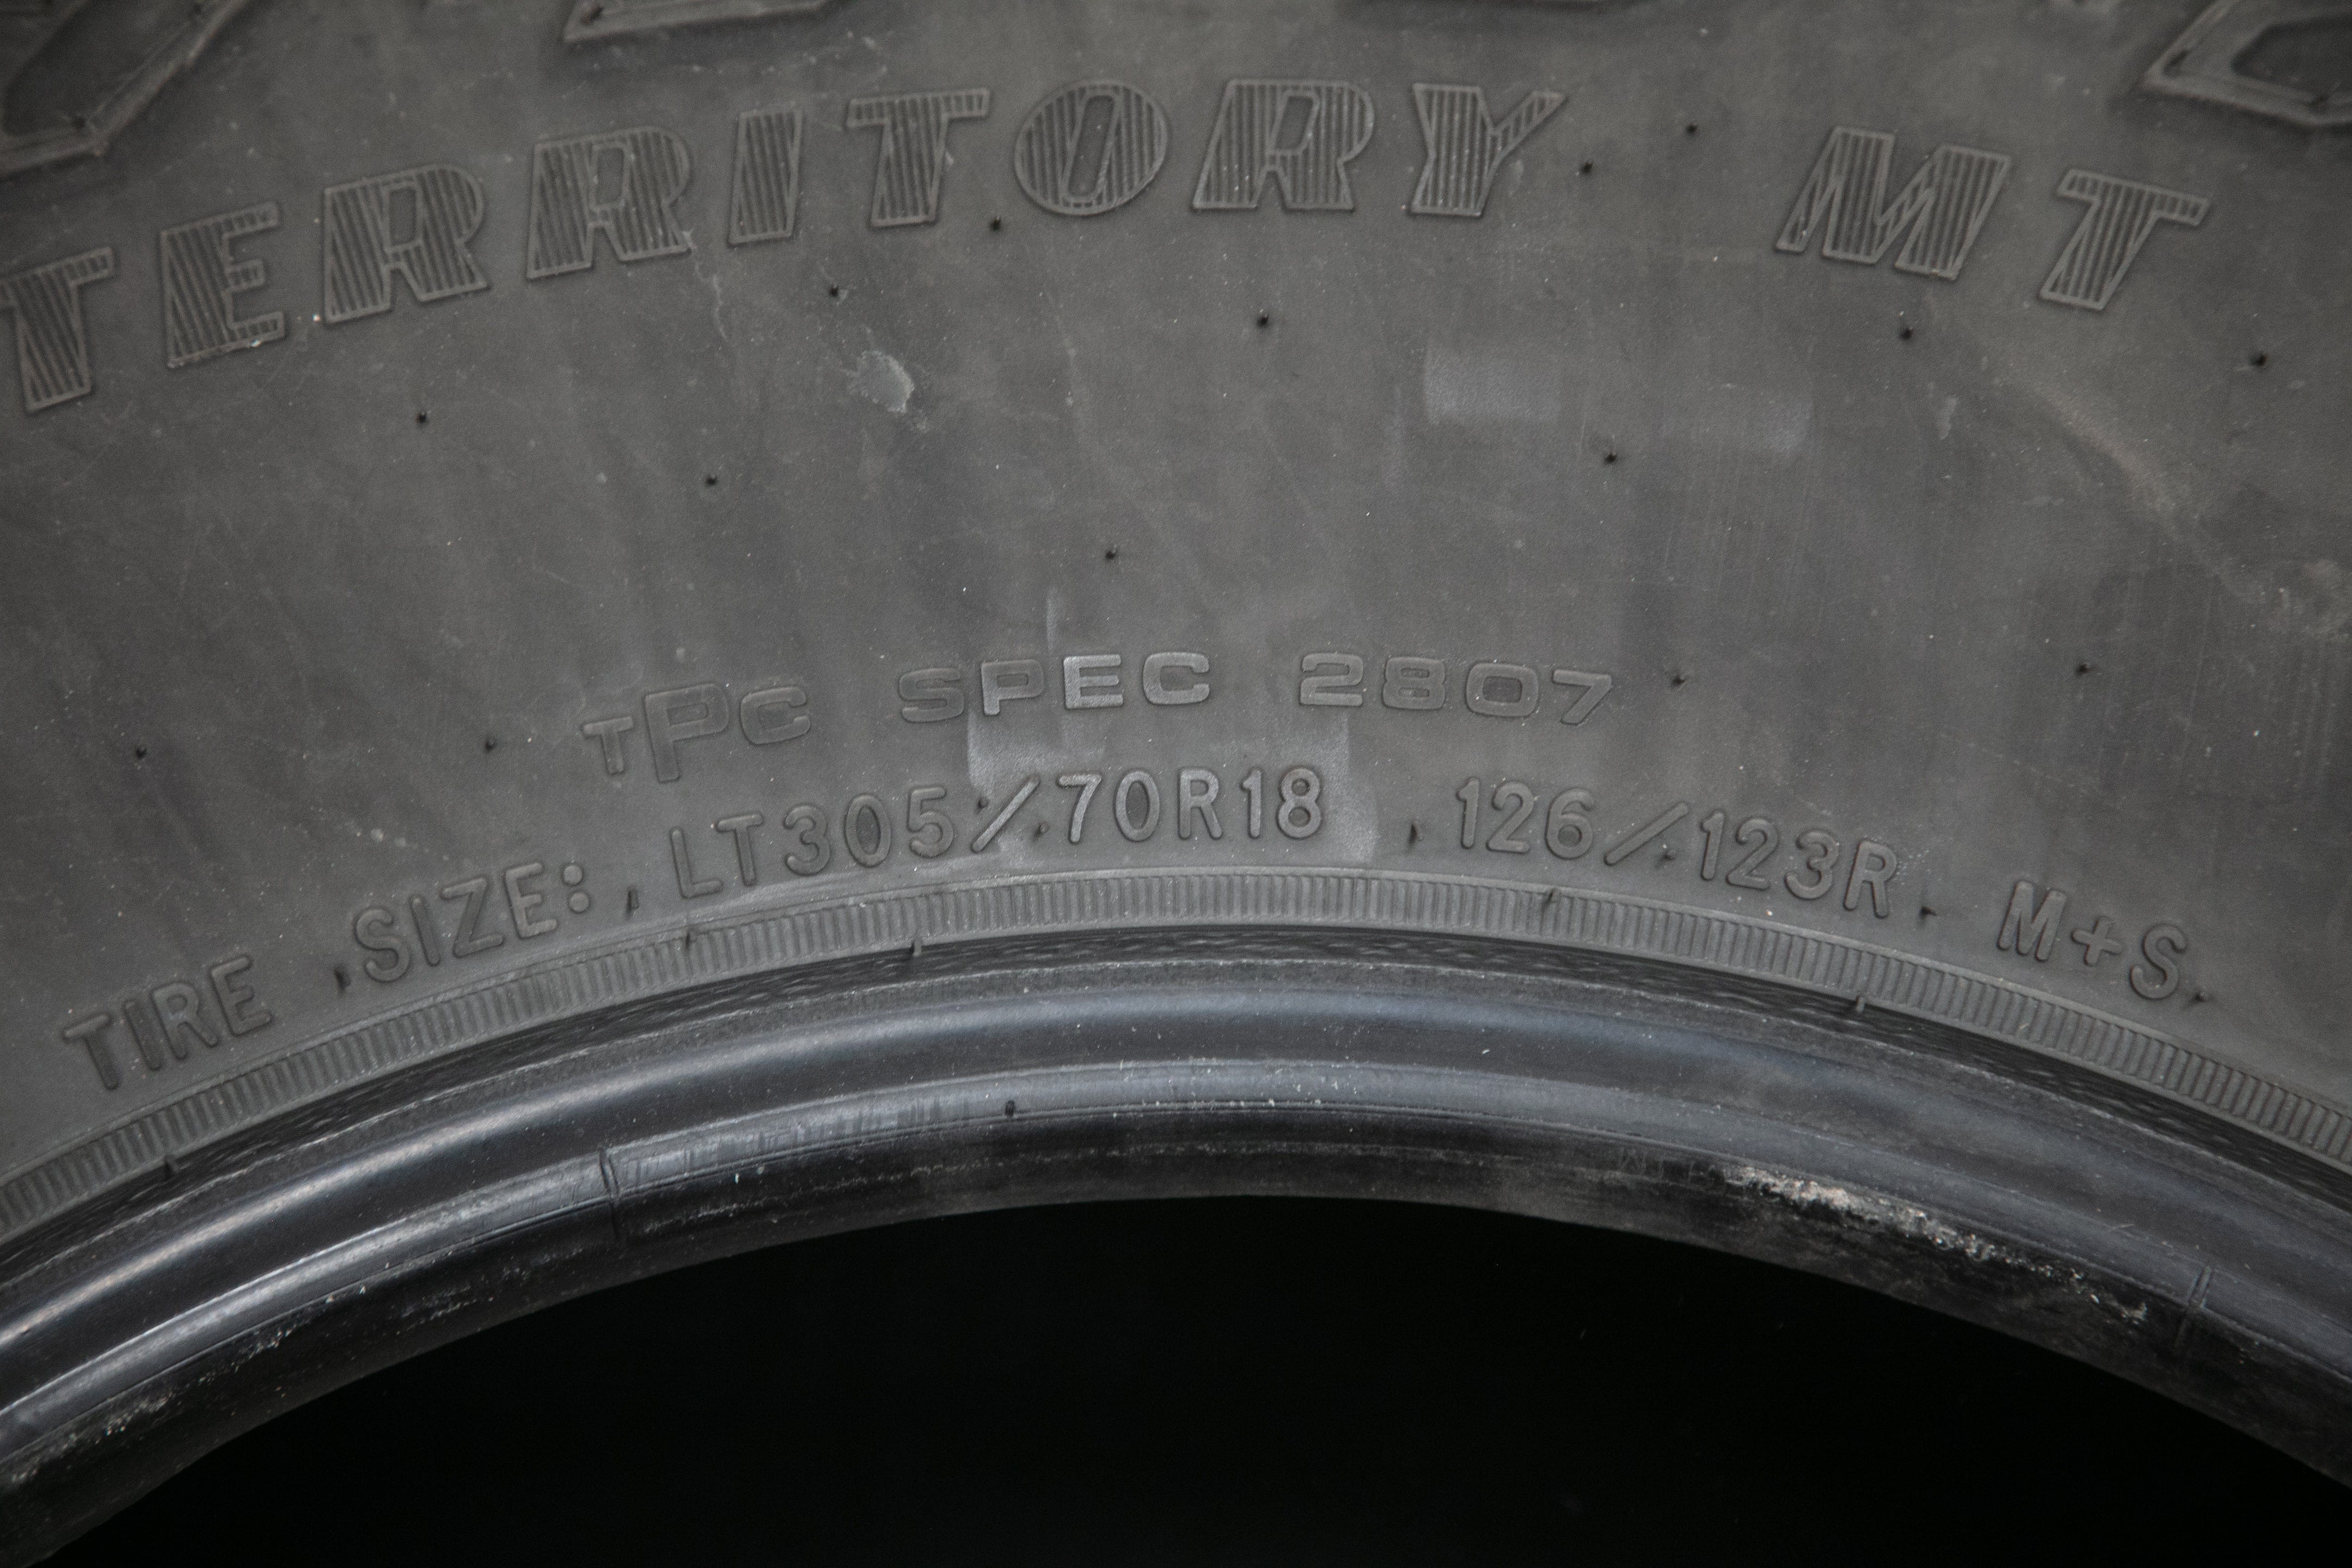 TERRITORY MT
TPC SPEC 2807
TIRE SIZE: LT305/70R18 126/123R M+S